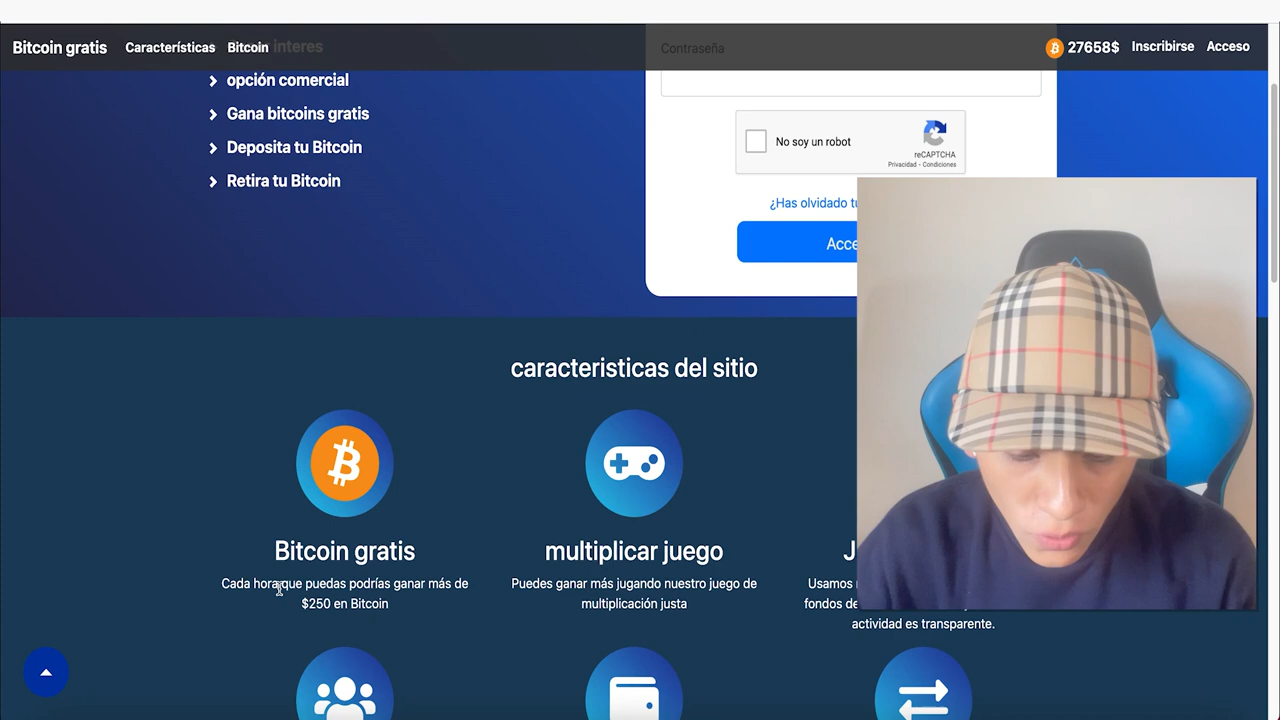 Bitcoin gratis Características Bitcoin 27658$ Inscribirse Acceso
interes
opción comercial
Gana bitcoins gratis
Deposita tu Bitcoin
Retira tu Bitcoin
Contraseña
No soy un robot
reCAPTCHA
Privacidad - Condiciones
¿Has olvidado
caracteristicas del sitio
Bitcoin gratis
Cada hora que puedas podrías ganar más de
$250 en Bitcoin
multiplicar juego
Puedes ganar más jugando nuestro juego de
multiplicación justa
Usamos
fondos de
actividad es transparente.